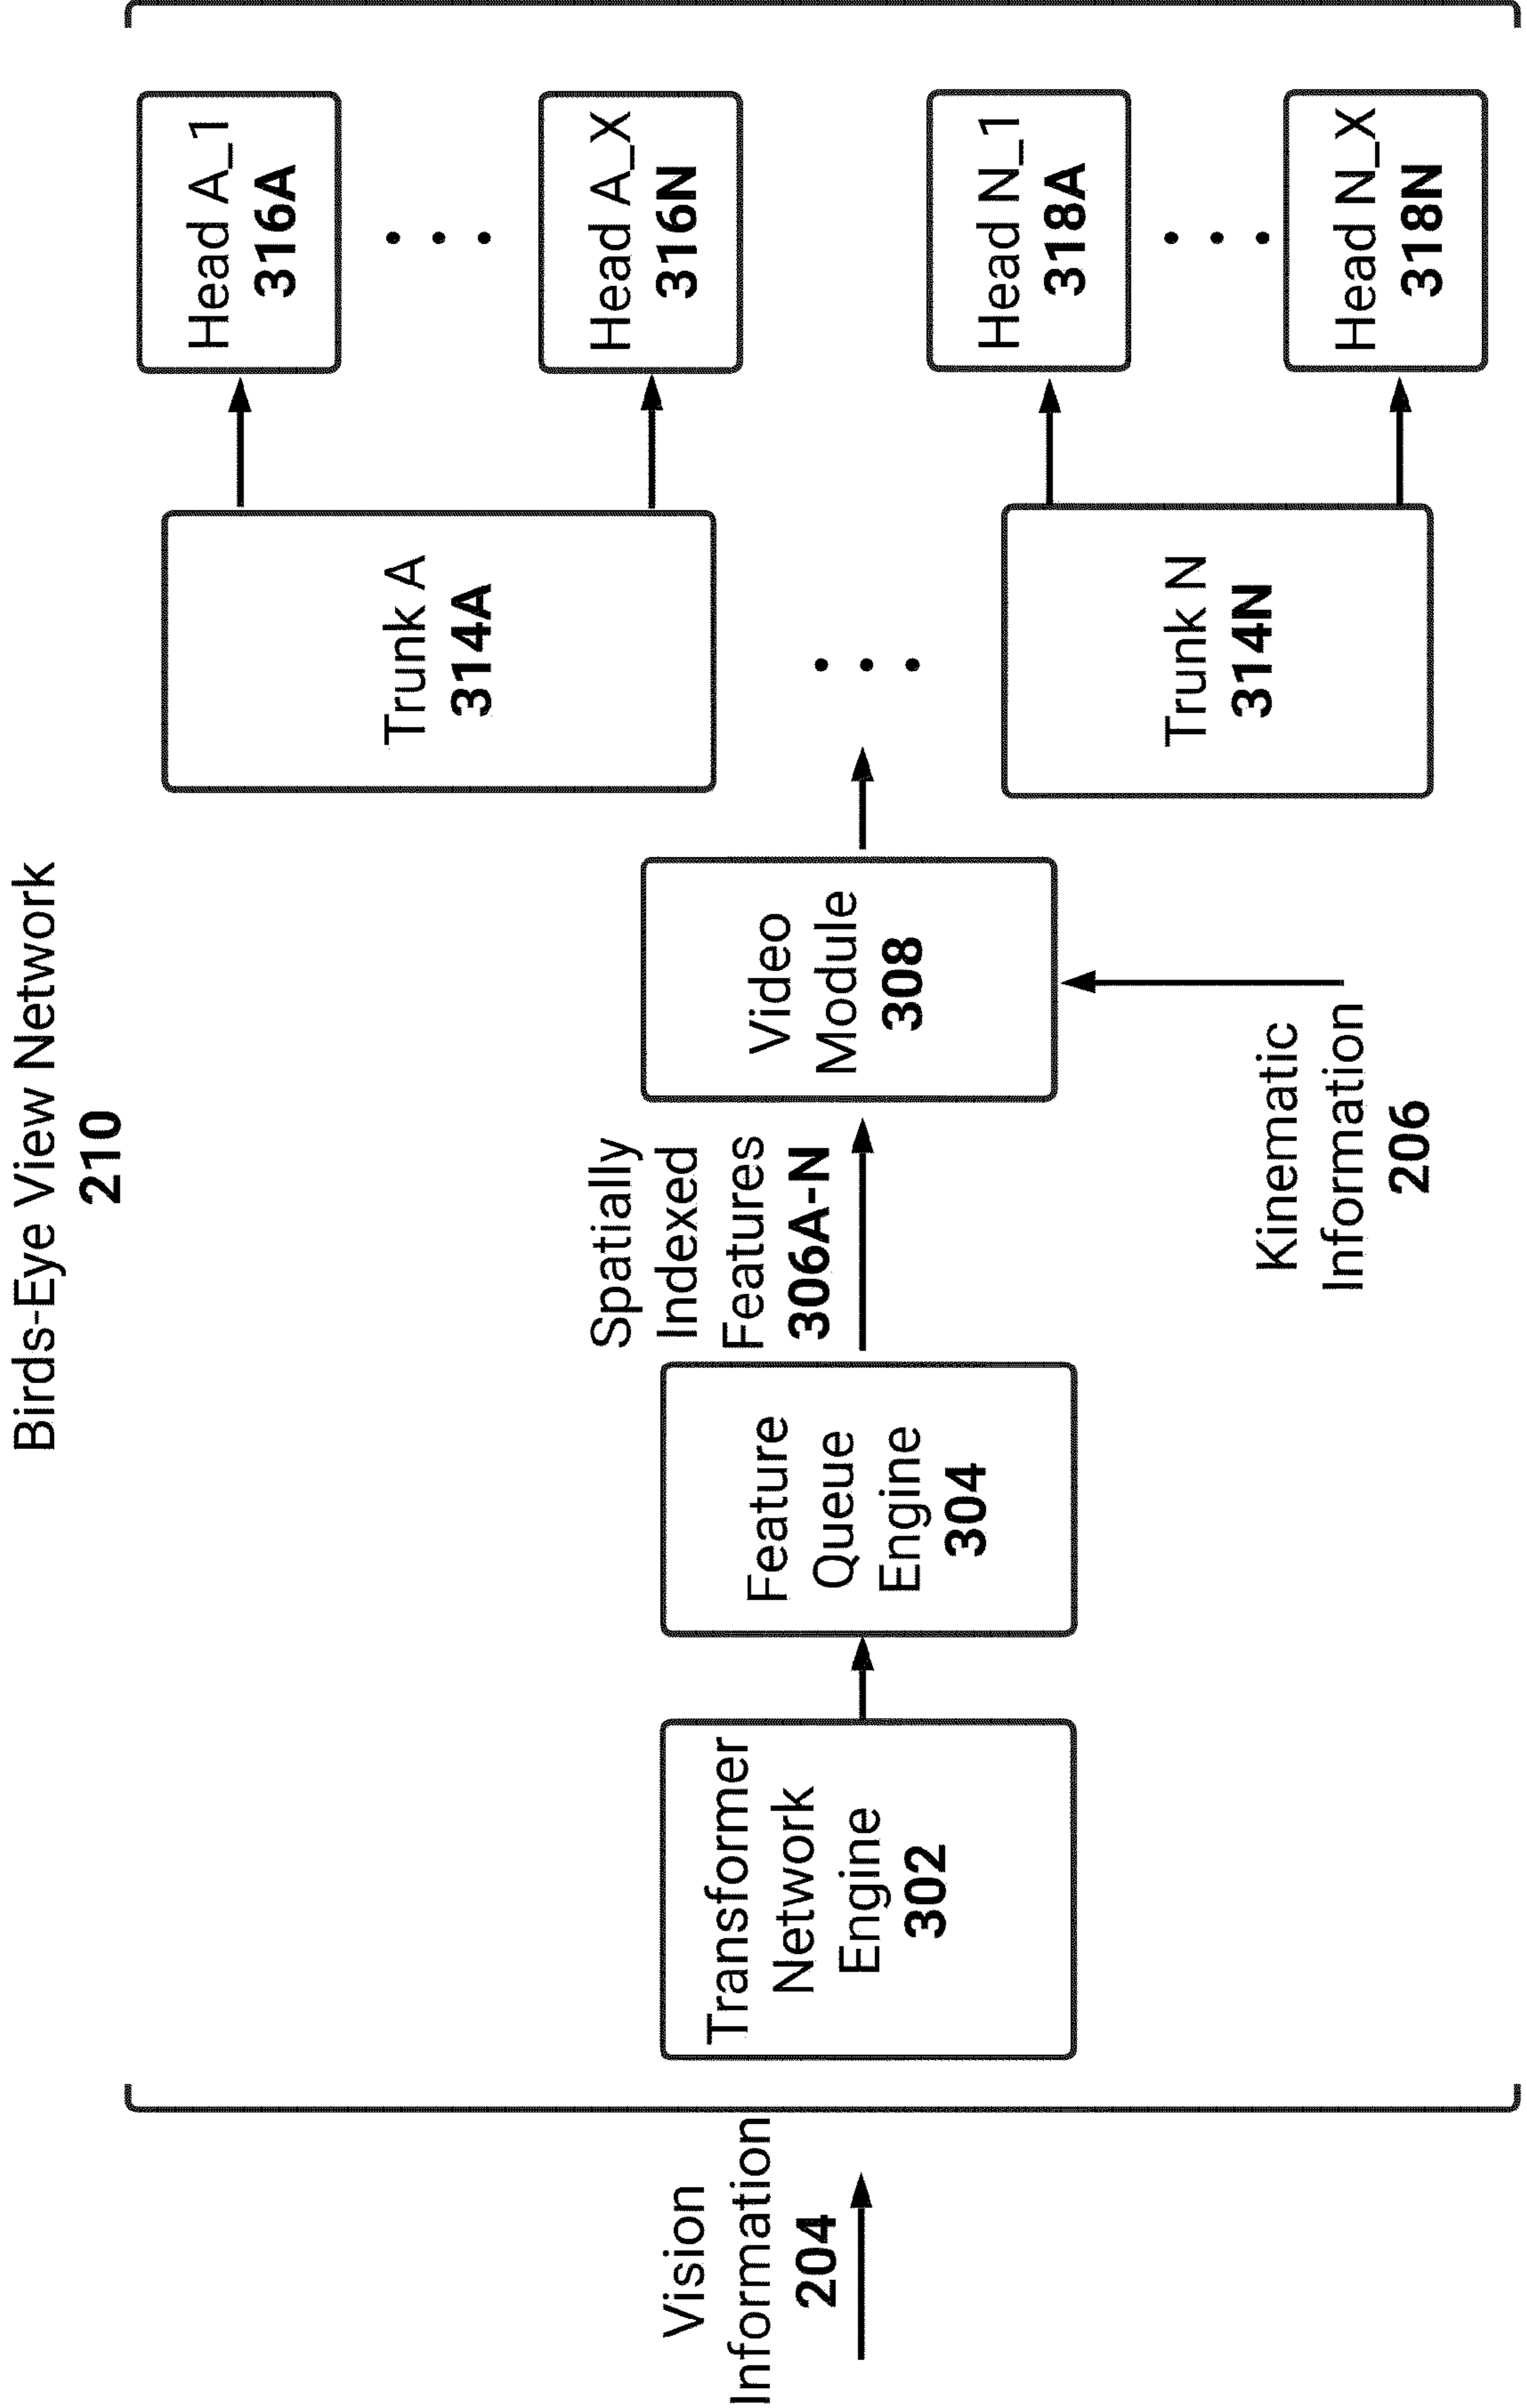 Birds-Eye View Network
210
Vision
Information
204
Transformer
Network
Engine
302
Feature
Queue
Engine
304
Spatially
Indexed
Features
306A-N
Video
Module
308
Kinematic
Information
206
Trunk A
314A
Trunk N
314N
Head A_1
316A
Head A_X
316N
Head N_1
318A
Head N_X
318N